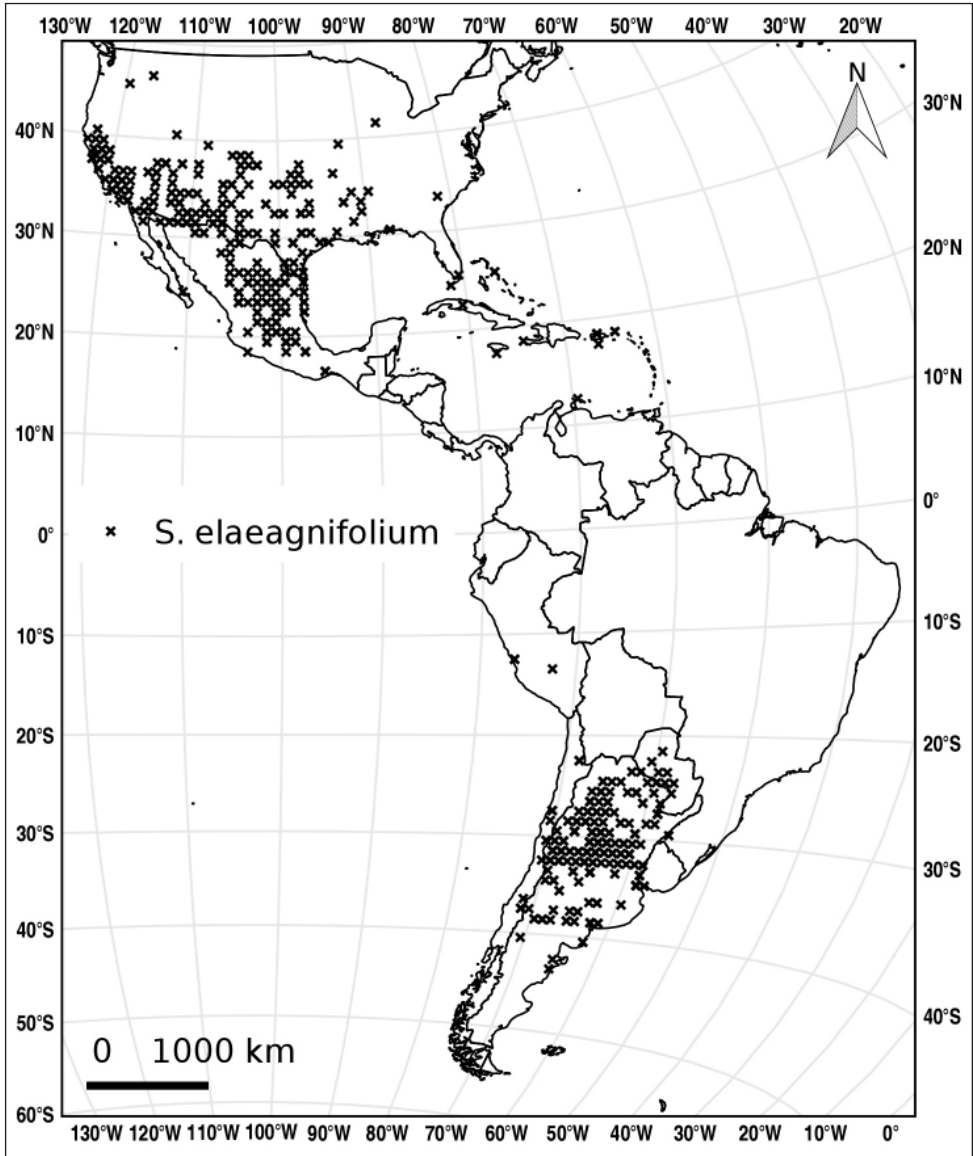 130°W 120°W 110°W 100°W 90°W 80°W 70°W 60°W 50°W 40°W 30°W 20°W
N
30°N
40°N
30°N
20°N
20°N
10°N
10°N
× S. elaeagnifolium
0°
0°
10°S
10°S
20°S
20°S
30°S
30°S
40°S
40°S
50°S
0 1000 km
60°S
130°W 120°W 110°W 100°W 90°W 80°W 70°W 60°W 50°W 40°W 30°W 20°W 10°W 0°